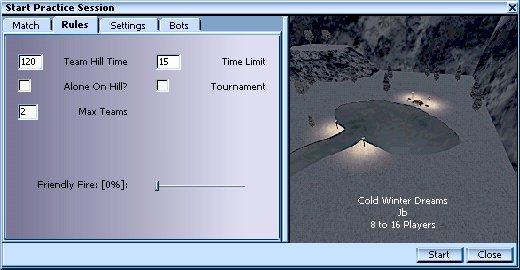 Start Practice Session
Match Rules Settings Bots
120 Team Hill Time 15 Time Limit
Alone On Hill? Tournament
2 Max Teams
Friendly Fire: [0%]:
Cold Winter Dreams
Jb
8 to 16 Players
Start Close